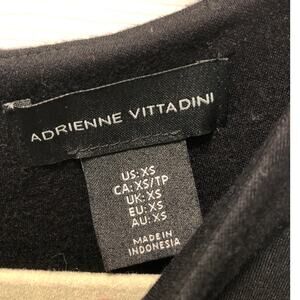 ADRIENNE VITTADINI
US: XS
CA: XS/TP
UK: XS
EU: XS
AU: XS
MADE IN
INDONESIA